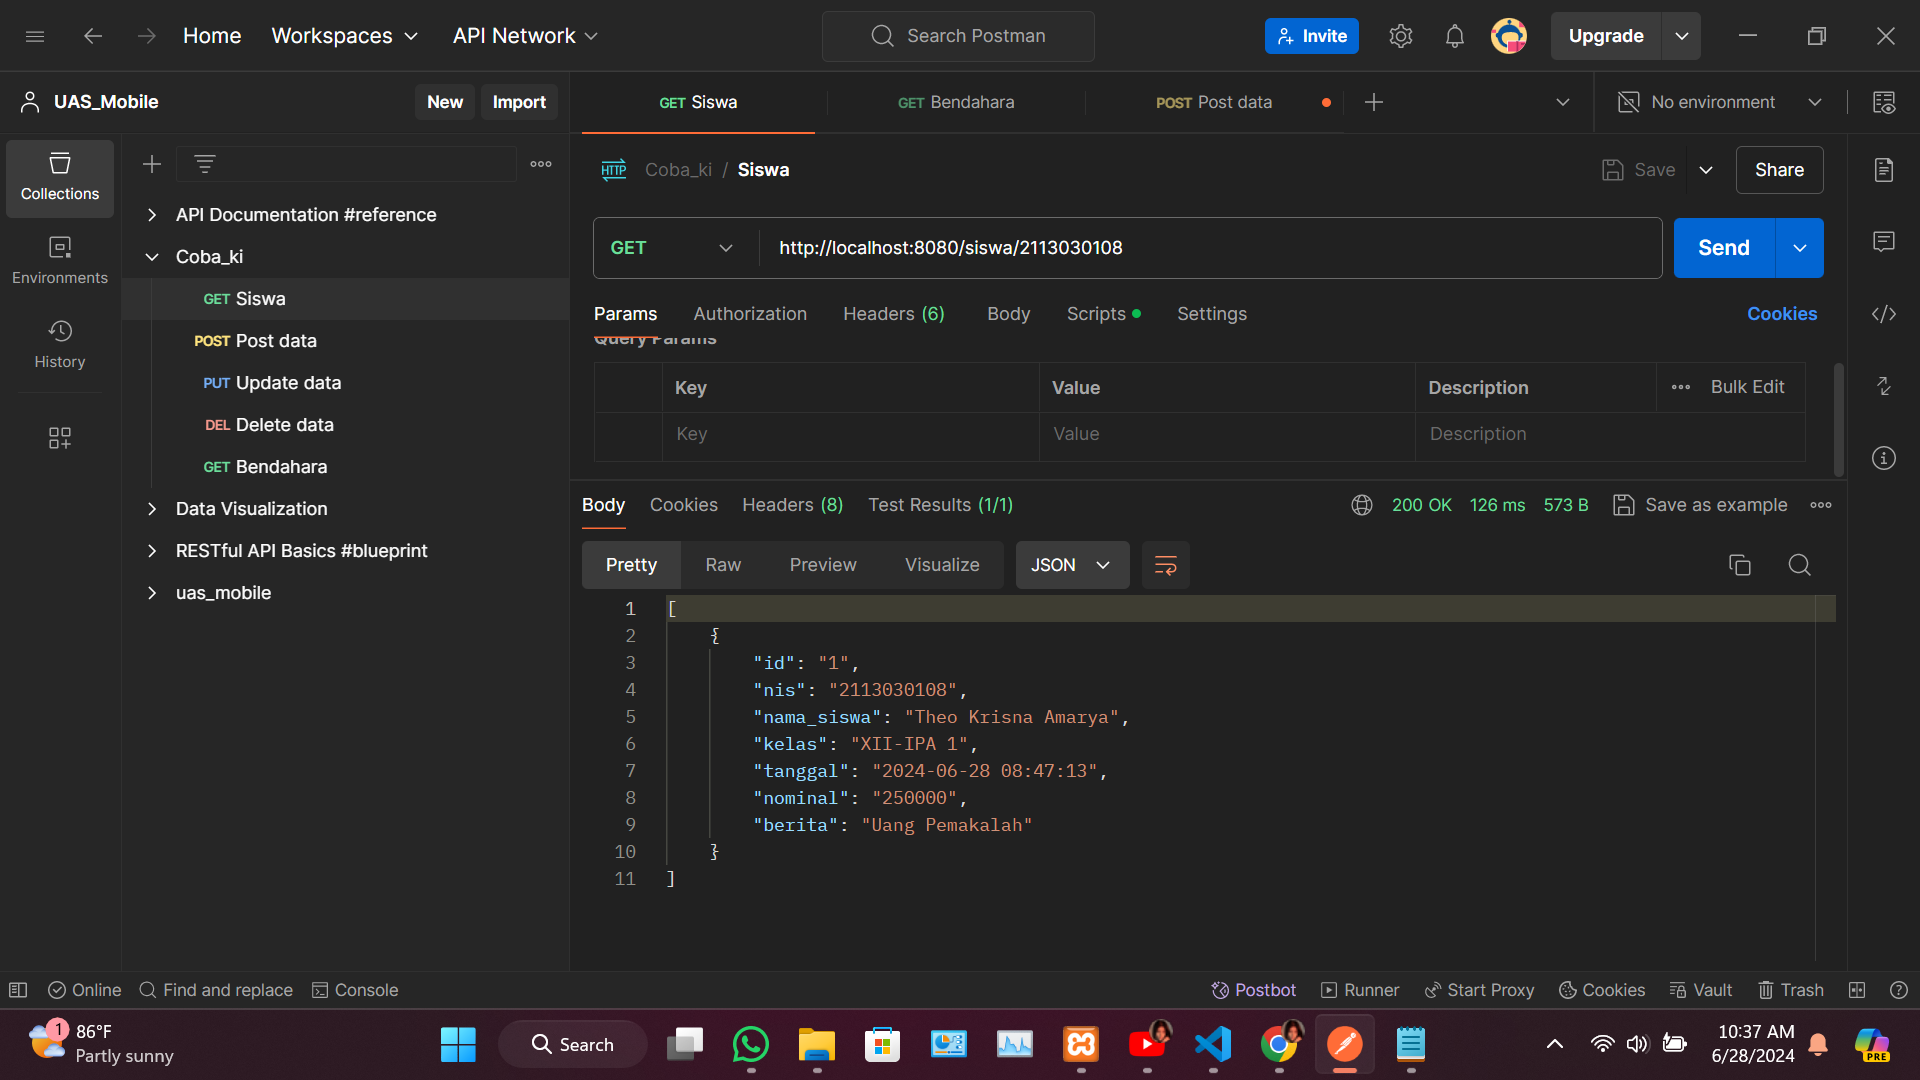 Home Workspaces API Network Search Postman Invite Upgrade
UAS_Mobile New Import GET Siswa GET Bendahara POST Post data No environment
Collections
Environments
History
API Documentation #reference
Coba_ki
GET Siswa
POST Post data
PUT Update data
DEL Delete data
GET Bendahara
Data Visualization
RESTful API Basics #blueprint
uas_mobile
HTTP Coba_ki / Siswa Save Share
GET http://localhost:8080/siswa/2113030108 Send
Params Authorization Headers (6) Body Scripts Settings Cookies
Query Params
Key Value Description Bulk Edit
Key Value Description
Body Cookies Headers (8) Test Results (1/1) 200 OK 126 ms 573 B Save as example
Pretty Raw Preview Visualize JSON
1 [
2 {
3 "id": "1",
4 "nis": "2113030108",
5 "nama_siswa": "Theo Krisna Amarya",
6 "kelas": "XII-IPA 1",
7 "tanggal": "2024-06-28 08:47:13",
8 "nominal": "250000",
9 "berita": "Uang Pemakalah"
10 }
11 ]
Online Find and replace Console Postbot Runner Start Proxy Cookies Vault Trash
1 86°F
Partly sunny
Search
10:37 AM
6/28/2024
PRE